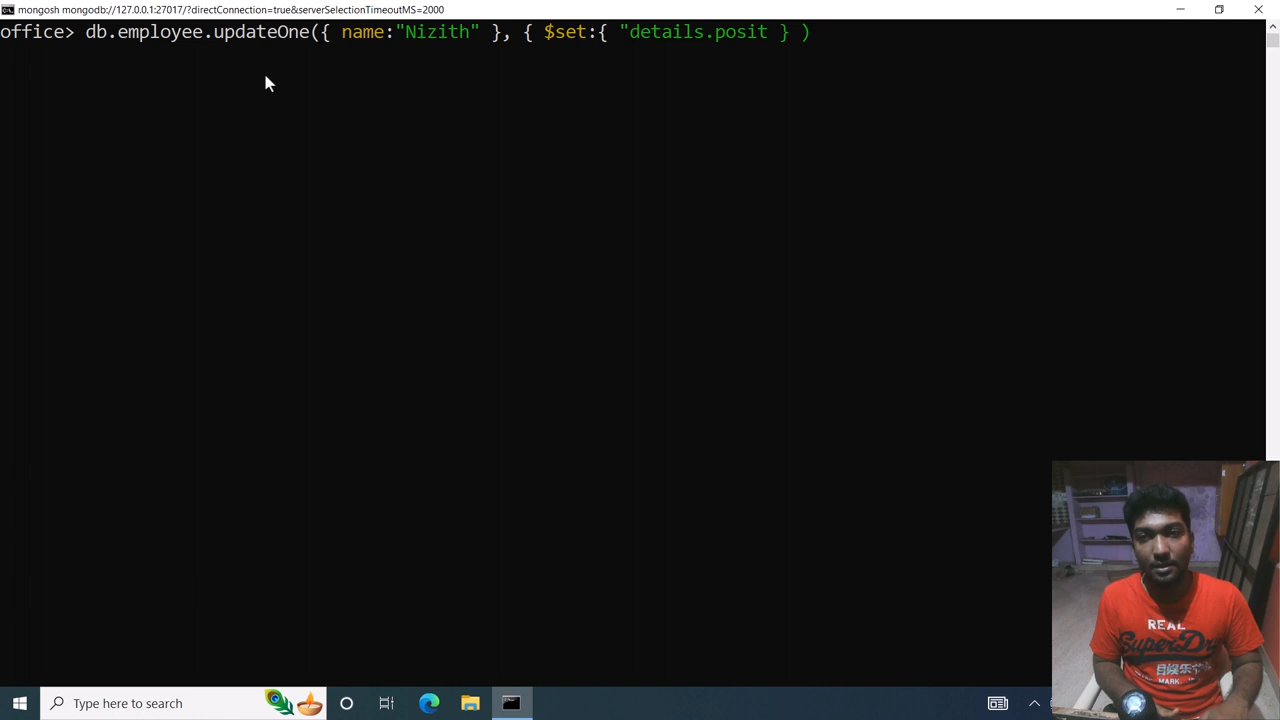 mongosh mongodb://127.0.0.1:27017/?directConnection=true&serverSelectionTimeoutMS=2000
office> db.employee.updateOne({ name:"Nizith" }, { $set:{ "details.posit } )
REAL
SuperDry
Type here to search